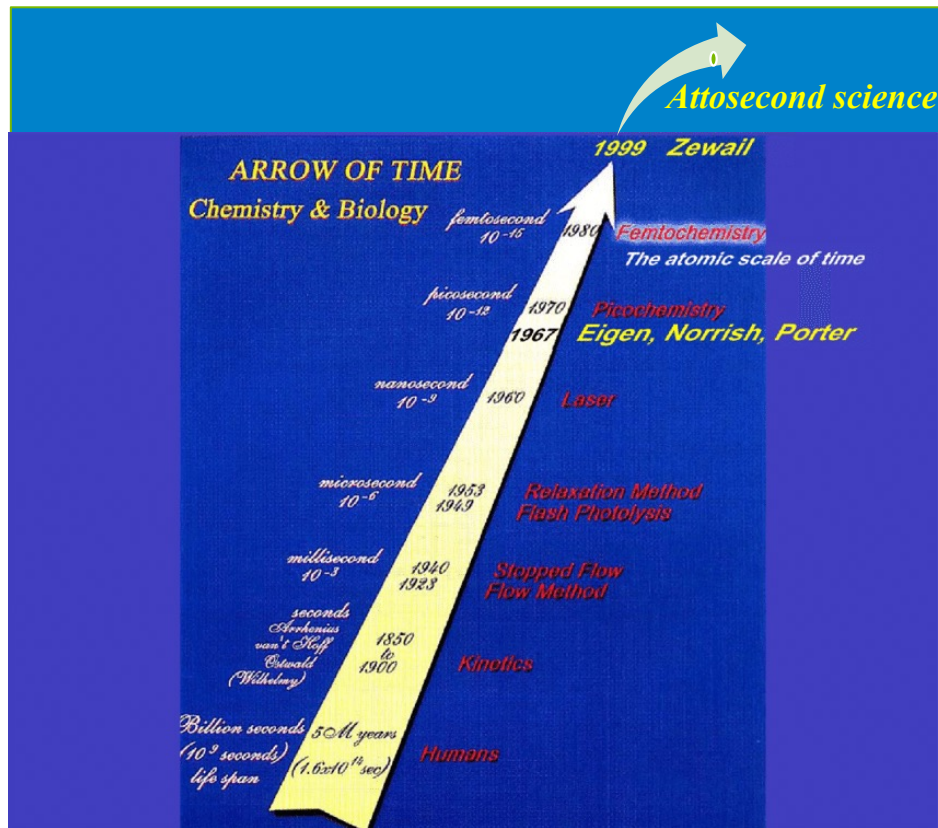 Attosecond science
1999 Zewail
ARROW OF TIME
Chemistry & Biology
femtosecond
10⁻¹⁵
1980
Femtochemistry
The atomic scale of time
picosecond
10⁻¹²
1970
Picochemistry
1967
Eigen, Norrish, Porter
nanosecond
10⁻⁹
1960
Laser
microsecond
10⁻⁶
1953
1949
Relaxation Method
Flash Photolysis
millisecond
10⁻³
1940
1923
Stopped Flow
Flow Method
seconds
Arrhenius
van't Hoff
Ostwald
(Wilhelmy)
1850
to
1900
Kinetics
Billion seconds
(10⁹ seconds)
life span
5M years
(1.6x10¹⁴ sec)
Humans